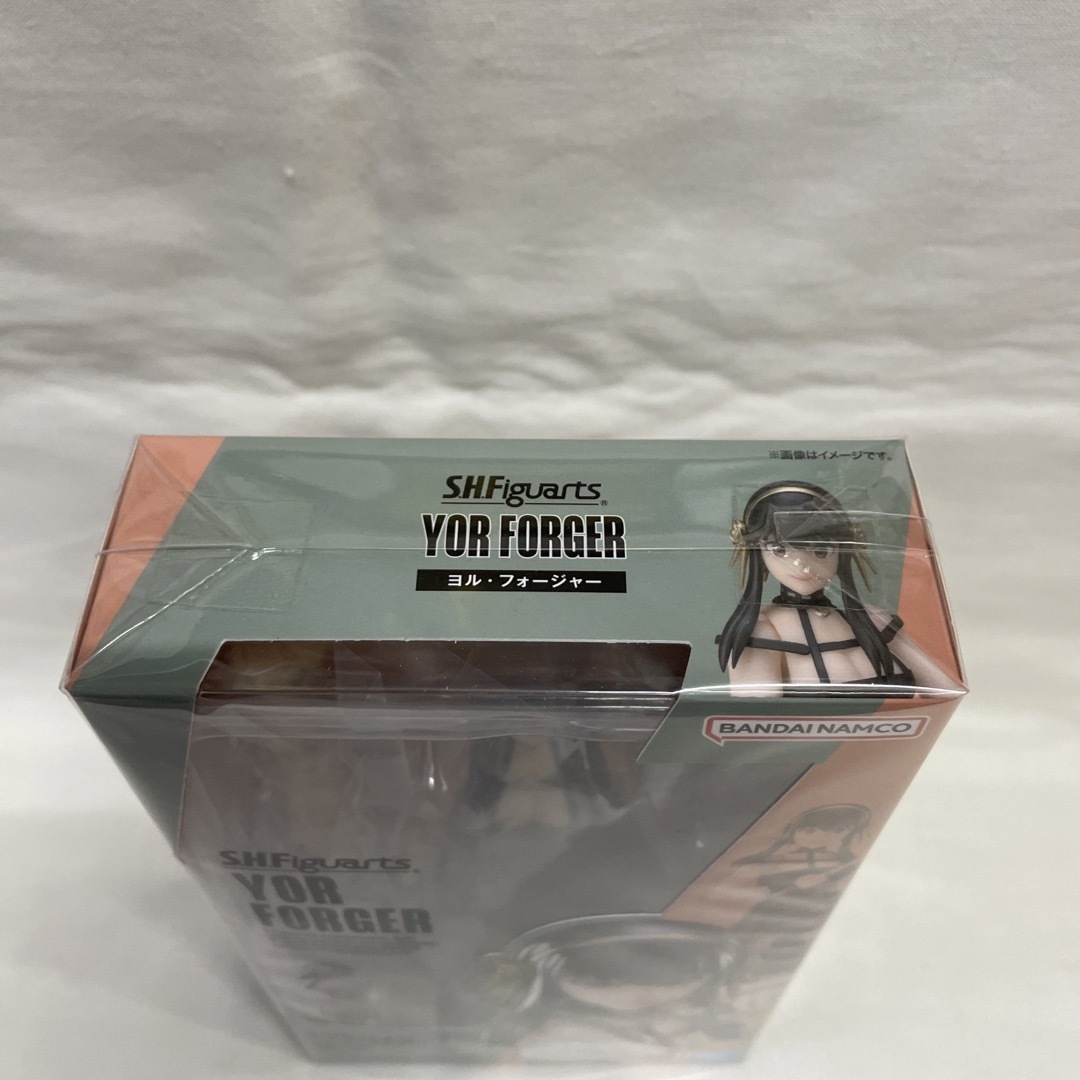 ※画像はイメージです。
S.H.Figuarts®
YOR FORGER
ヨル・フォージャー
BANDAI NAMCO
S.H.Figuarts®
YOR
FORGER